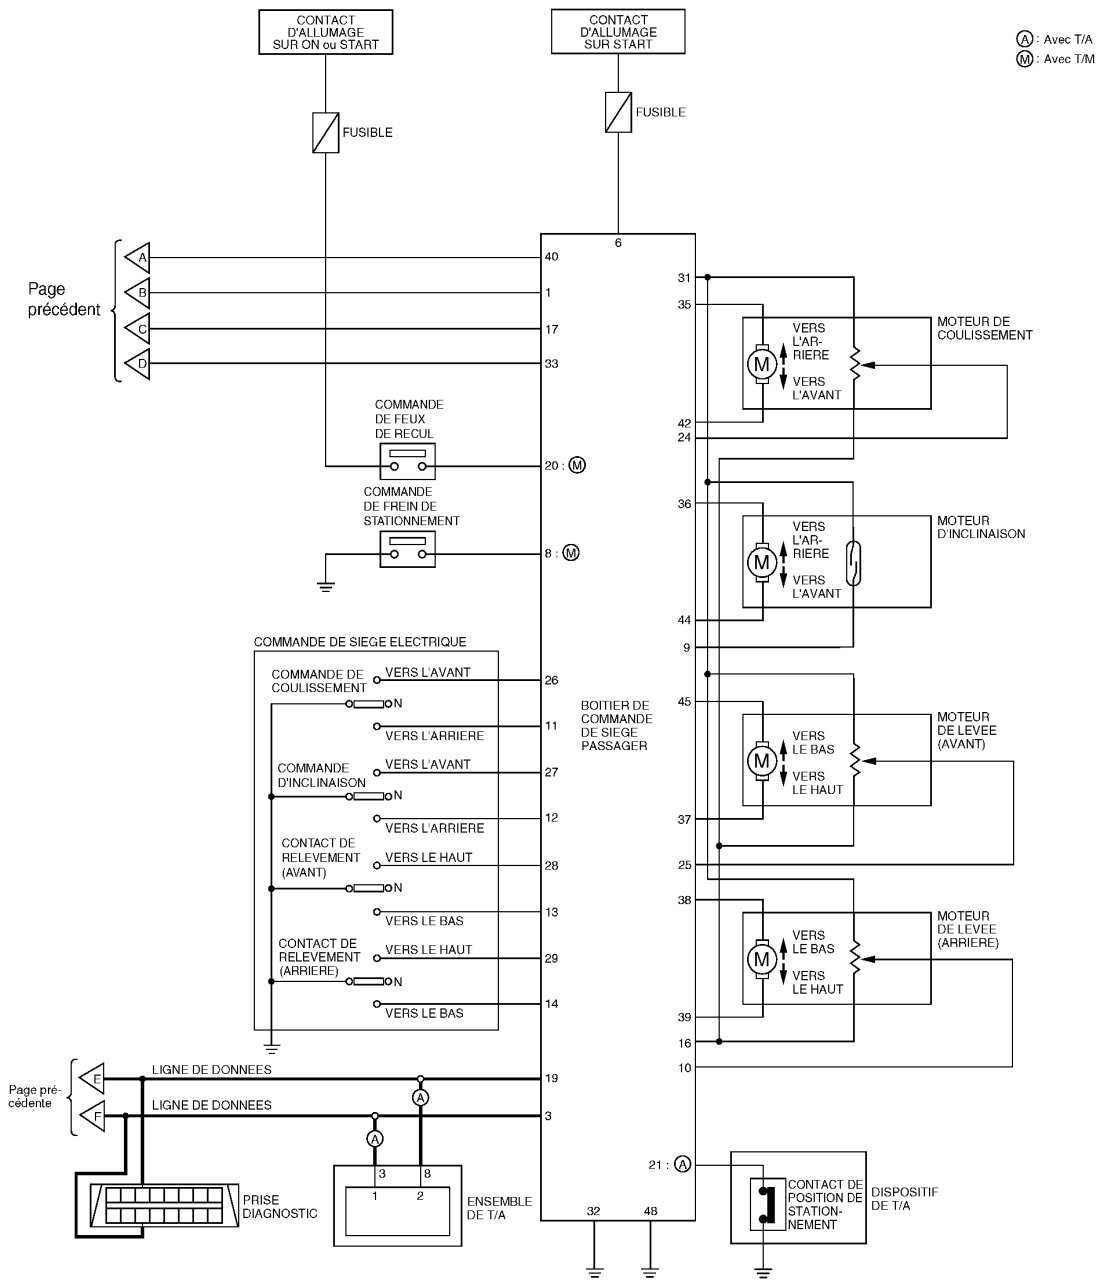 CONTACT
D'ALLUMAGE
SUR ON ou START
CONTACT
D'ALLUMAGE
SUR START
A : Avec T/A
M : Avec T/M
FUSIBLE
FUSIBLE
6
Page
précédent
A
40
B
1
C
17
D
33
31
35
MOTEUR DE
COULISSEMENT
VERS
L'AR-
RIERE
M
VERS
L'AVANT
42
24
COMMANDE
DE FEUX
DE RECUL
20 : M
COMMANDE
DE FREIN DE
STATIONNEMENT
8 : M
36
MOTEUR
D'INCLINAISON
VERS
L'AR-
RIERE
M
VERS
L'AVANT
44
9
COMMANDE DE SIEGE ELECTRIQUE
COMMANDE DE
COULISSEMENT
VERS L'AVANT
26
N
VERS L'ARRIERE
11
COMMANDE
D'INCLINAISON
VERS L'AVANT
27
N
VERS L'ARRIERE
12
CONTACT DE
RELEVEMENT
(AVANT)
VERS LE HAUT
28
N
VERS LE BAS
13
CONTACT DE
RELEVEMENT
(ARRIERE)
VERS LE HAUT
29
N
VERS LE BAS
14
BOITIER DE
COMMANDE
DE SIEGE
PASSAGER
45
MOTEUR
DE LEVEE
(AVANT)
VERS
LE BAS
M
VERS
LE HAUT
37
25
38
MOTEUR
DE LEVEE
(ARRIERE)
VERS
LE BAS
M
VERS
LE HAUT
39
16
10
Page pré-
cédente
E
LIGNE DE DONNEES
19
F
LIGNE DE DONNEES
3
A
A
3
8
1
2
PRISE
DIAGNOSTIC
ENSEMBLE
DE T/A
32
48
21 : A
CONTACT DE
POSITION DE
STATION-
NEMENT
DISPOSITIF
DE T/A